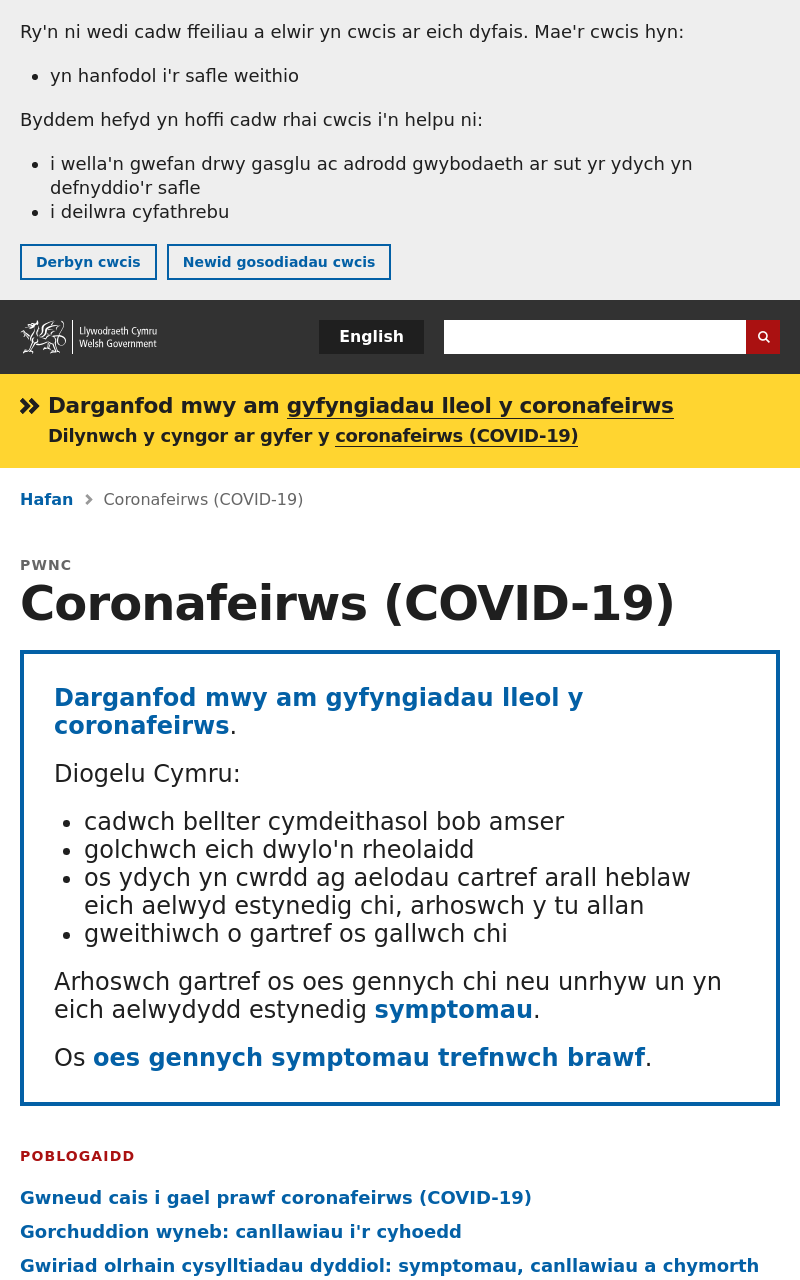 Ry'n ni wedi cadw ffeiliau a elwir yn cwcis ar eich dyfais. Mae'r cwcis hyn:
yn hanfodol i'r safle weithio
Byddem hefyd yn hoffi cadw rhai cwcis i'n helpu ni:
i wella'n gwefan drwy gasglu ac adrodd gwybodaeth ar sut yr ydych yn
defnyddio'r safle
i deilwra cyfathrebu
Derbyn cwcis Newid gosodiadau cwcis
Llywodraeth Cymru
Welsh Government
English
Darganfod mwy am gyfyngiadau lleol y coronafeirws
Dilynwch y cyngor ar gyfer y coronafeirws (COVID-19)
Hafan Coronafeirws (COVID-19)
PWNC
Coronafeirws (COVID-19)
Darganfod mwy am gyfyngiadau lleol y
coronafeirws.
Diogelu Cymru:
cadwch bellter cymdeithasol bob amser
golchwch eich dwylo'n rheolaidd
os ydych yn cwrdd ag aelodau cartref arall heblaw
eich aelwyd estynedig chi, arhoswch y tu allan
gweithiwch o gartref os gallwch chi
Arhoswch gartref os oes gennych chi neu unrhyw un yn
eich aelwydydd estynedig symptomau.
Os oes gennych symptomau trefnwch brawf.
POBLOGAIDD
Gwneud cais i gael prawf coronafeirws (COVID-19)
Gorchuddion wyneb: canllawiau i'r cyhoedd
Gwiriad olrhain cysylltiadau dyddiol: symptomau, canllawiau a chymorth